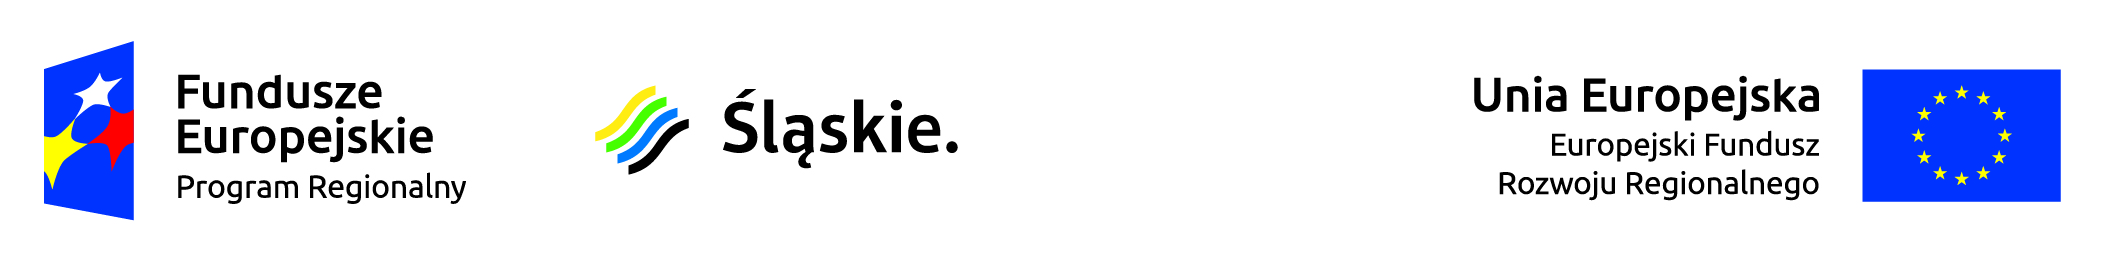 Fundusze
Europejskie
Program Regionalny
Śląskie.
Unia Europejska
Europejski Fundusz
Rozwoju Regionalnego